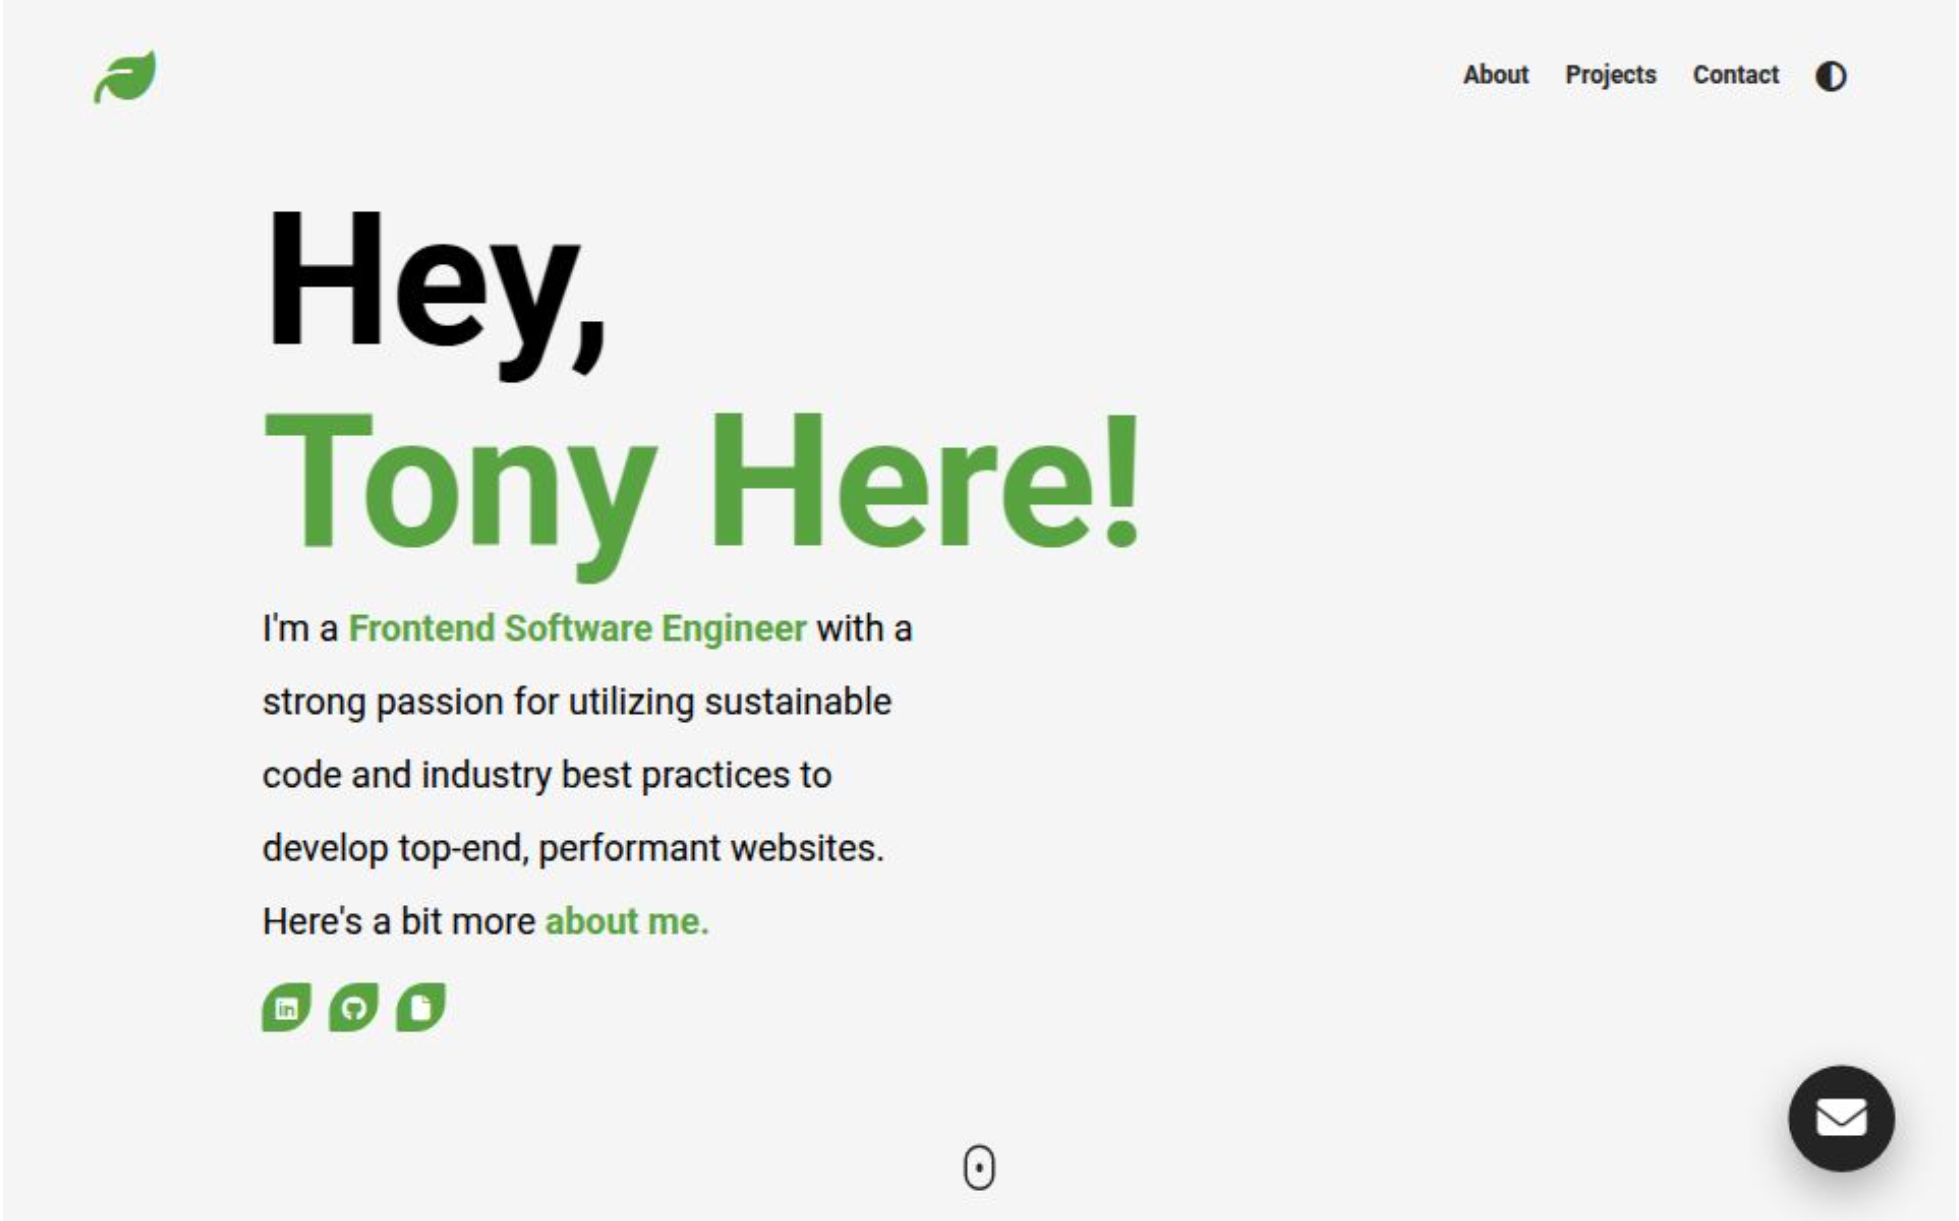 About Projects Contact
Hey,
Tony Here!
I'm a Frontend Software Engineer with a
strong passion for utilizing sustainable
code and industry best practices to
develop top-end, performant websites.
Here's a bit more about me.
in